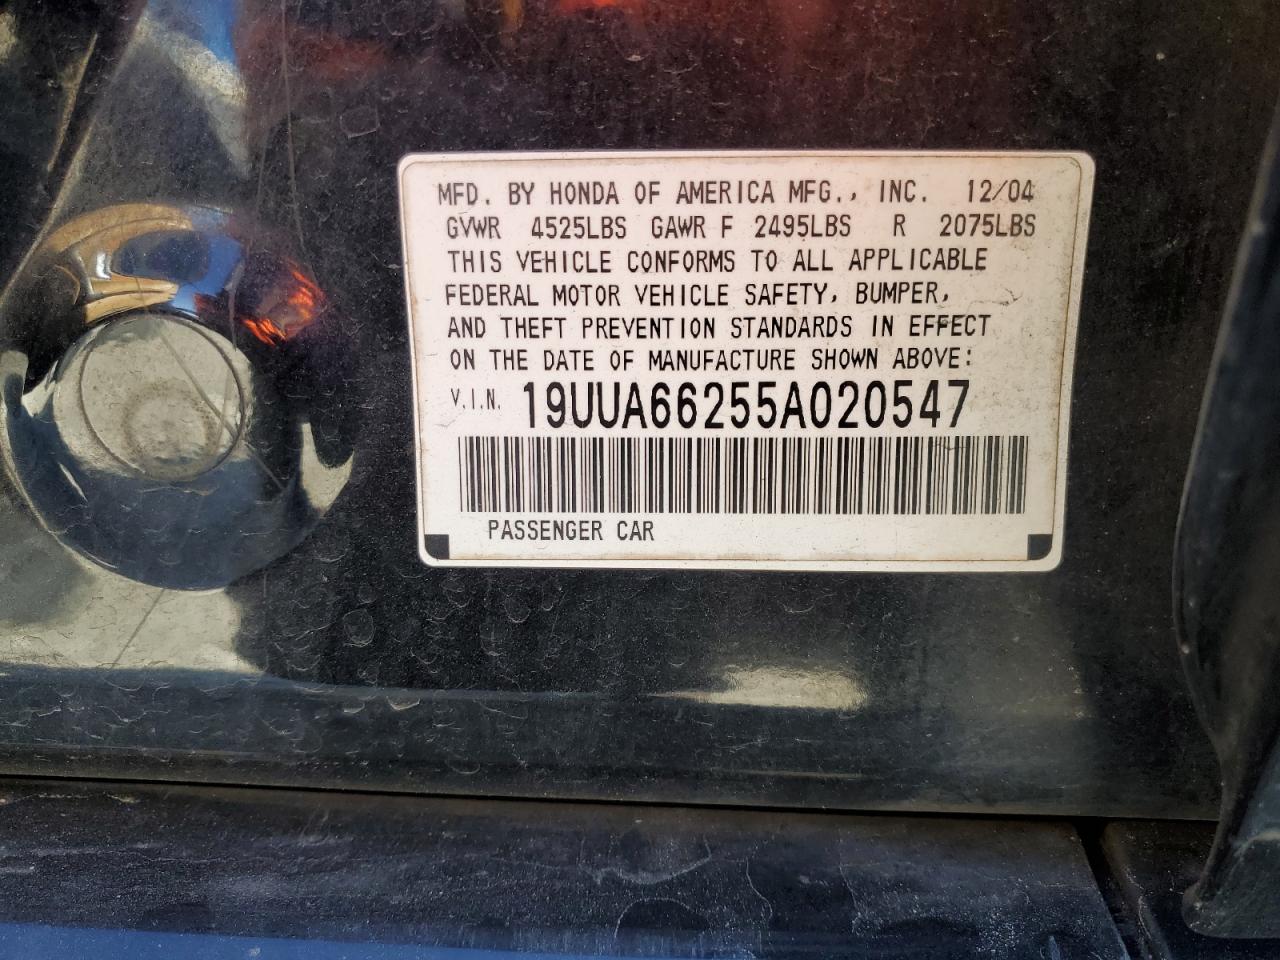 MFD. BY HONDA OF AMERICA MFG., INC. 12/04
GVWR 4525LBS GAWR F 2495LBS R 2075LBS
THIS VEHICLE CONFORMS TO ALL APPLICABLE
FEDERAL MOTOR VEHICLE SAFETY, BUMPER,
AND THEFT PREVENTION STANDARDS IN EFFECT
ON THE DATE OF MANUFACTURE SHOWN ABOVE:
V.I.N. 19UUA66255A020547
PASSENGER CAR